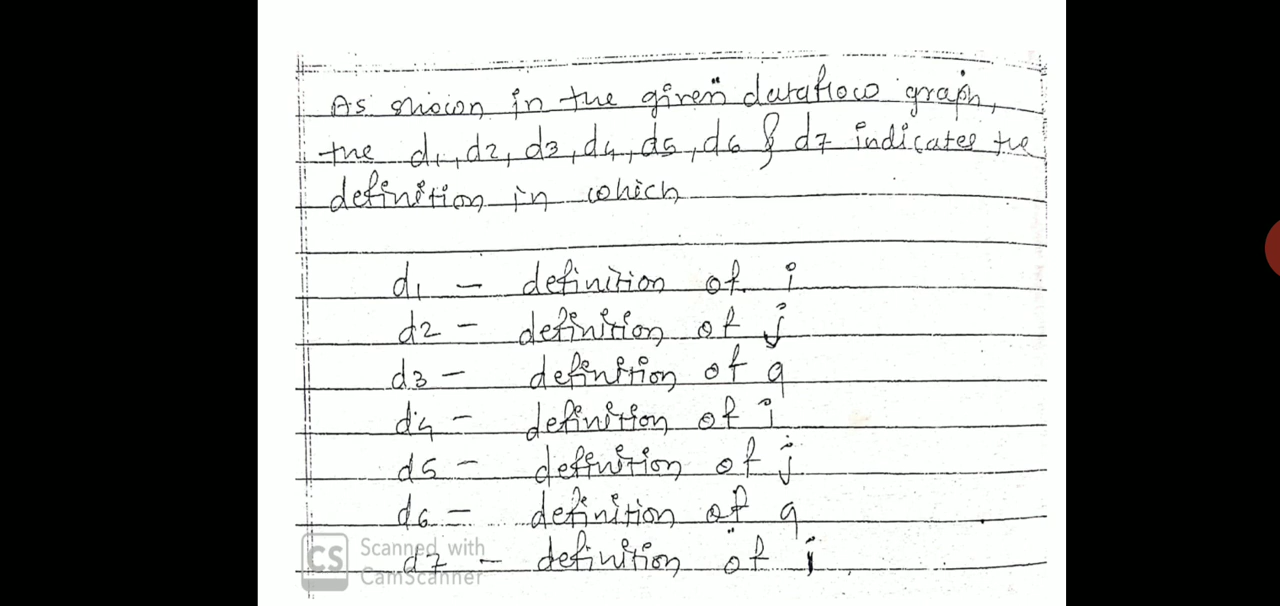 As shown in the given dataflow graph,
the d1, d2, d3, d4, d5, d6 & d7 indicates the
definition in which
d1 - definition of i
d2 - definition of j
d3 - definition of a
d4 - definition of i
d5 - definition of j
d6 - definition of a
d7 - definition of i
CS Scanned with
CamScanner